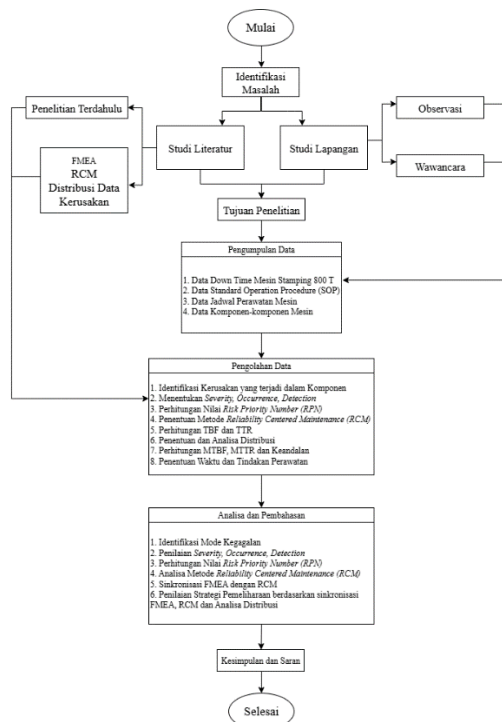 Mulai
Identifikasi
Masalah
Penelitian Terdahulu
Observasi
Studi Literatur
Studi Lapangan
FMEA
RCM
Distribusi Data
Kerusakan
Wawancara
Tujuan Penelitian
Pengumpulan Data
1. Data Down Time Mesin Stamping 800 T
2. Data Standard Operation Procedure (SOP)
3. Data Jadwal Perawatan Mesin
4. Data Komponen-komponen Mesin
Pengolahan Data
1. Identifikasi Kerusakan yang terjadi dalam Komponen
2. Menentukan Severity, Occurrence, Detection
3. Perhitungan Nilai Risk Priority Number (RPN)
4. Penentuan Metode Reliability Centered Maintenance (RCM)
5. Perhitungan TBF dan TTR
6. Penentuan dan Analisa Distribusi
7. Perhitungan MTBF, MTTR dan Keandalan
8. Penentuan Waktu dan Tindakan Perawatan
Analisa dan Pembahasan
1. Identifikasi Mode Kegagalan
2. Penilaian Severity, Occurrence, Detection
3. Perhitungan Nilai Risk Priority Number (RPN)
4. Analisa Metode Reliability Centered Maintenance (RCM)
5. Sinkronisasi FMEA dengan RCM
6. Penilaian Strategi Pemeliharaan berdasarkan sinkronisasi
FMEA, RCM dan Analisa Distribusi
Kesimpulan dan Saran
Selesai